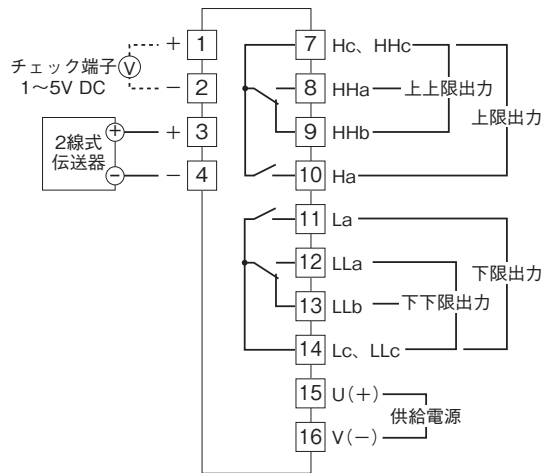 チェック端子
1〜5V DC
V
+ 1
− 2
2線式
伝送器
+
−
+ 3
− 4
7 Hc、HHc
8 HHa 上上限出力
9 HHb
10 Ha
上限出力
11 La
12 LLa
13 LLb 下下限出力
14 Lc、LLc
下限出力
15 U(+)
16 V(−)
供給電源